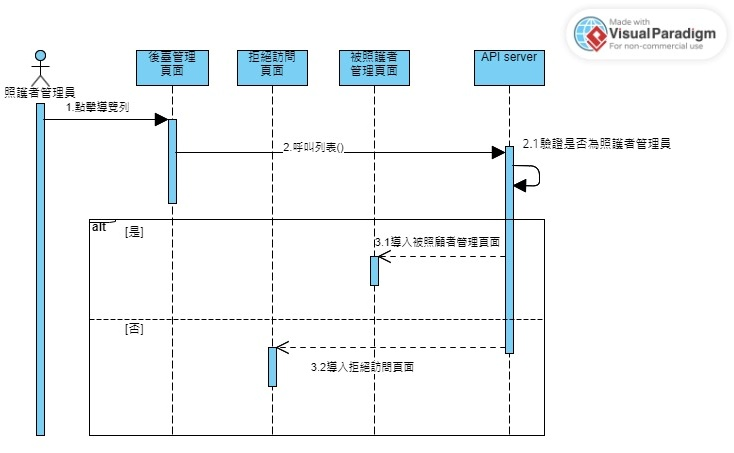 Made with
Visual Paradigm
For non-commercial use
後臺管理
頁面
拒絕訪問
頁面
被照護者
管理頁面
API server
照護者管理員
1.點擊導覽列
2.呼叫列表()
2.1驗證是否為照護者管理員
alt
[是]
3.1導入被照顧者管理頁面
[否]
3.2導入拒絕訪問頁面